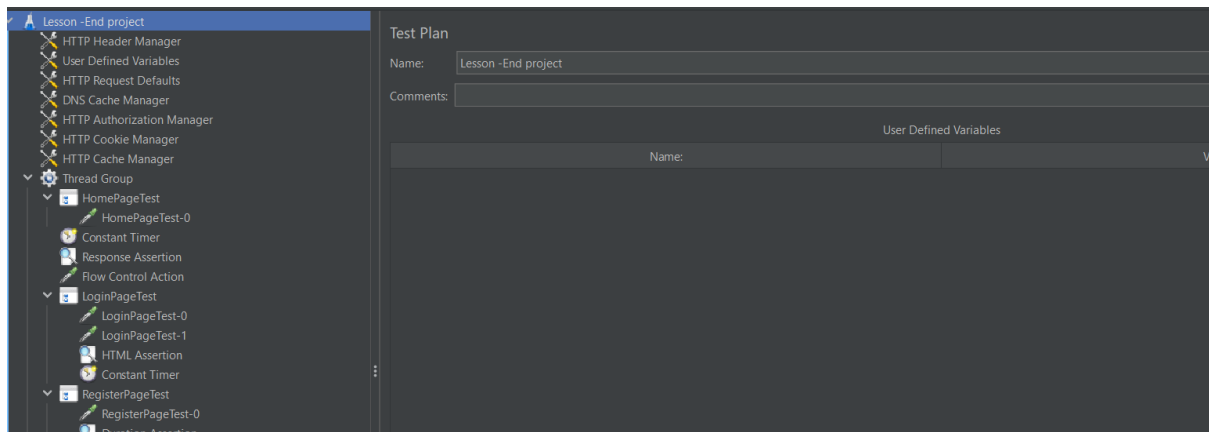 Lesson -End project
HTTP Header Manager
User Defined Variables
HTTP Request Defaults
DNS Cache Manager
HTTP Authorization Manager
HTTP Cookie Manager
HTTP Cache Manager
Thread Group
HomePageTest
HomePageTest-0
Constant Timer
Response Assertion
Flow Control Action
LoginPageTest
LoginPageTest-0
LoginPageTest-1
HTML Assertion
Constant Timer
RegisterPageTest
RegisterPageTest-0
Duration Assertion
Test Plan
Name: Lesson -End project
Comments:
User Defined Variables
Name: V